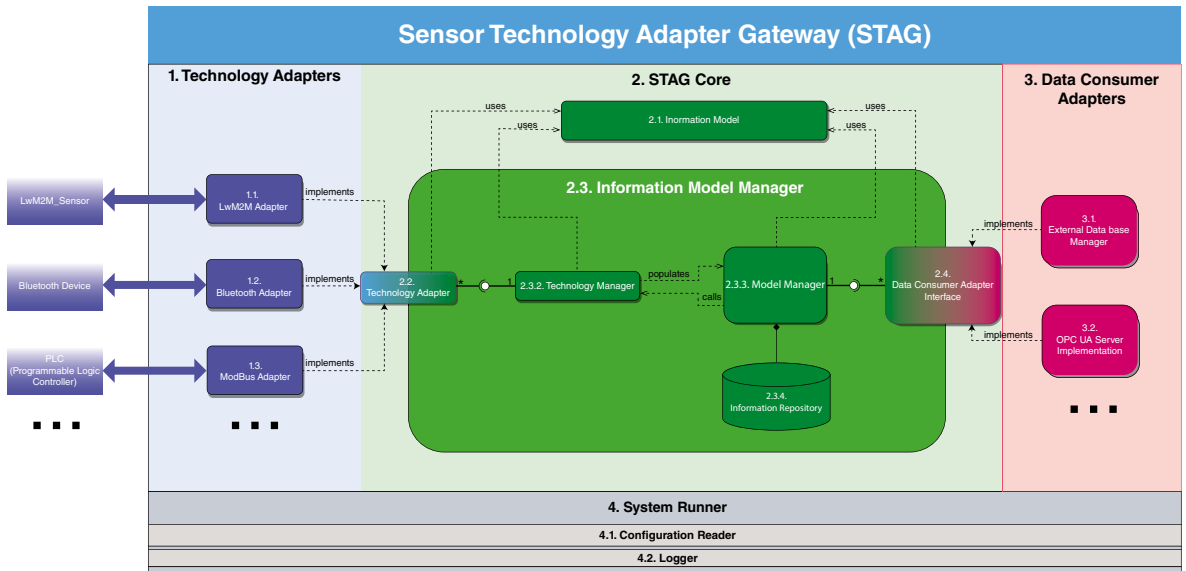 Sensor Technology Adapter Gateway (STAG)
1. Technology Adapters
2. STAG Core
3. Data Consumer
Adapters
uses
uses
2.1. Inormation Model
uses
uses
2.3. Information Model Manager
LwM2M_Sensor
1.1.
LwM2M Adapter
implements
3.1.
External Data base
Manager
implements
Bluetooth Device
1.2.
Bluetooth Adapter
implements
2.2.
Technology Adapter
*
1
2.3.2. Technology Manager
populates
calls
2.3.3. Model Manager
1
*
2.4.
Data Consumer Adapter
Interface
PLC
(Programmable Logic
Controller)
1.3.
ModBus Adapter
implements
implements
3.2.
OPC UA Server
Implementation
2.3.4.
Information Repository
4. System Runner
4.1. Configuration Reader
4.2. Logger